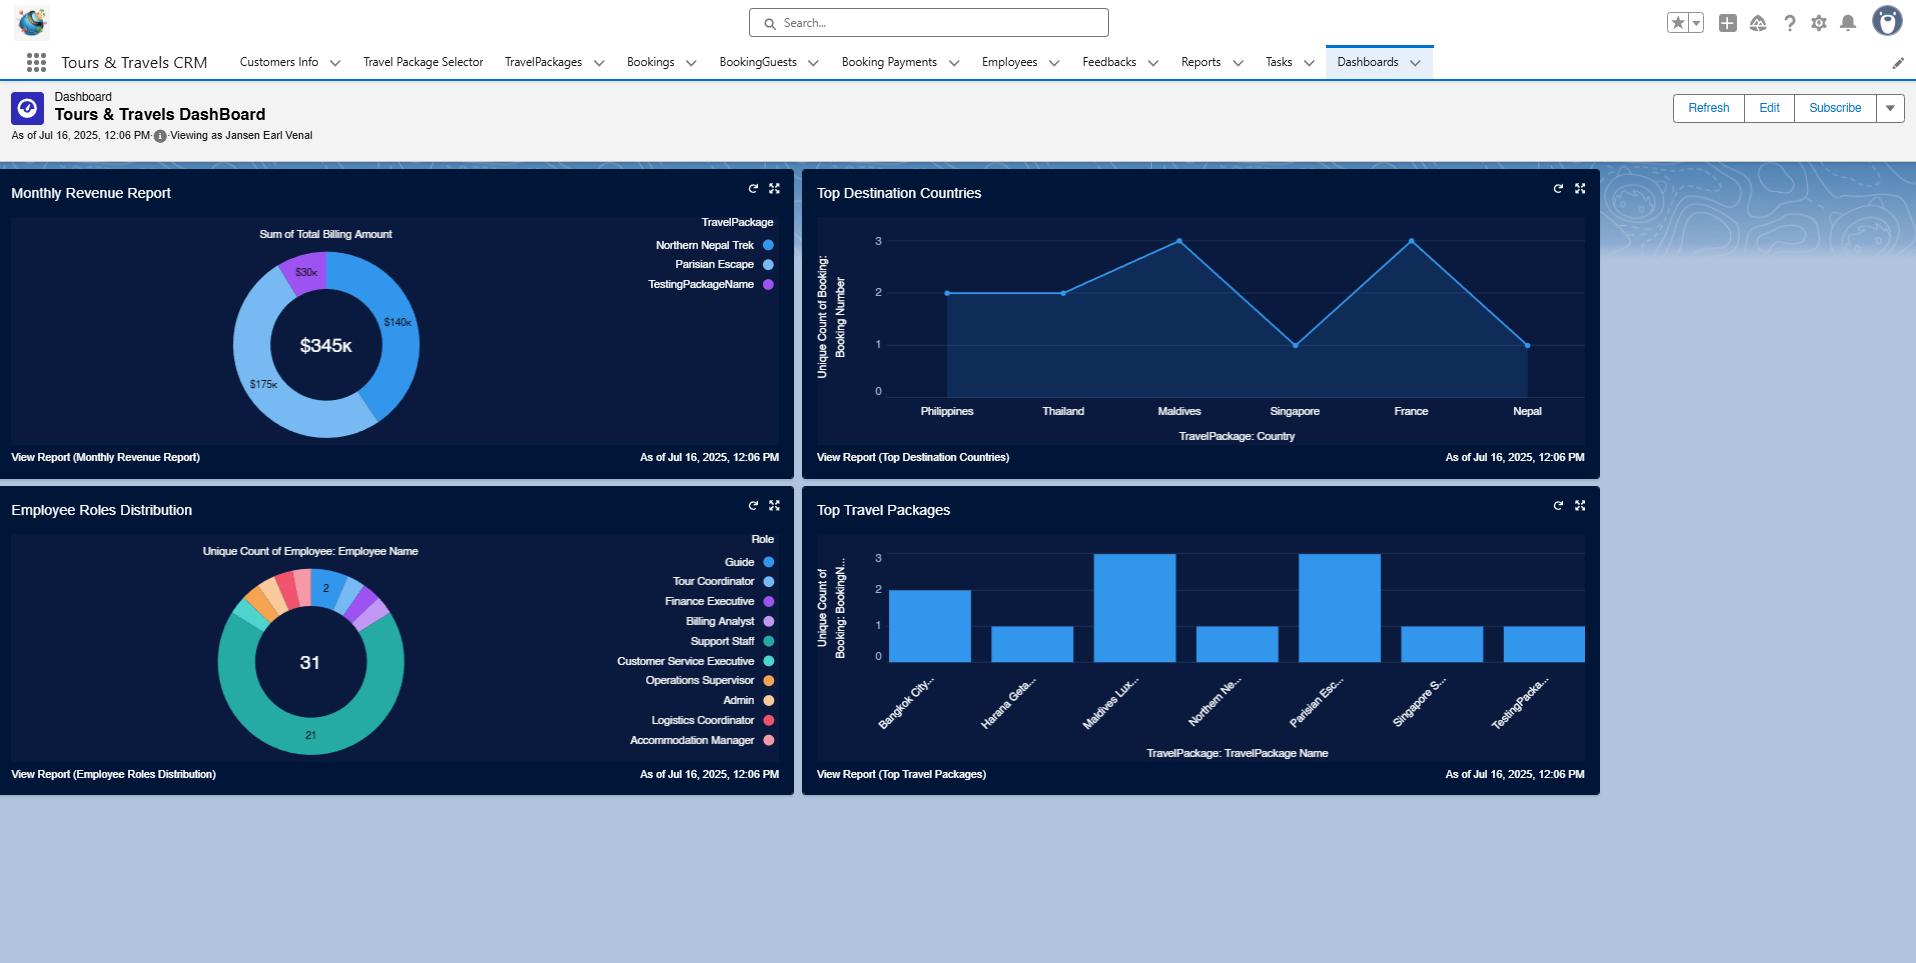 Search...
Tours & Travels CRM
Customers Info
Travel Package Selector
TravelPackages
Bookings
BookingGuests
Booking Payments
Employees
Feedbacks
Reports
Tasks
Dashboards
Dashboard
Tours & Travels DashBoard
As of Jul 16, 2025, 12:06 PM·Viewing as Jansen Earl Venal
Refresh
Edit
Subscribe
Monthly Revenue Report
Sum of Total Billing Amount
TravelPackage
Northern Nepal Trek
Parisian Escape
TestingPackageName
$30K
$140K
$345K
$175K
View Report (Monthly Revenue Report)
As of Jul 16, 2025, 12:06 PM
Top Destination Countries
Unique Count of Booking:
Booking Number
3
2
1
0
Philippines
Thailand
Maldives
Singapore
France
Nepal
TravelPackage: Country
View Report (Top Destination Countries)
As of Jul 16, 2025, 12:06 PM
Employee Roles Distribution
Unique Count of Employee: Employee Name
Role
Guide
Tour Coordinator
Finance Executive
Billing Analyst
Support Staff
Customer Service Executive
Operations Supervisor
Admin
Logistics Coordinator
Accommodation Manager
2
31
21
View Report (Employee Roles Distribution)
As of Jul 16, 2025, 12:06 PM
Top Travel Packages
Unique Count of
Booking: BookingN...
3
2
1
0
Bangkok City...
Harana Geta...
Maldives Lux...
Northern Ne...
Parisian Esc...
Singapore S...
TestingPacka...
TravelPackage: TravelPackage Name
View Report (Top Travel Packages)
As of Jul 16, 2025, 12:06 PM